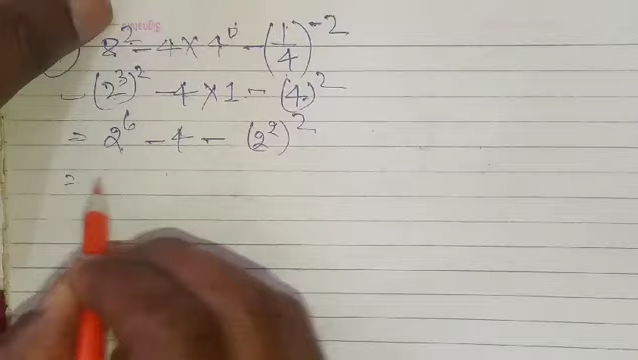 8² - 4 × 4⁰ - (1/4)⁻²
(2³)² - 4 × 1 - (4)²
= 2⁶ - 4 - (2²)²
=